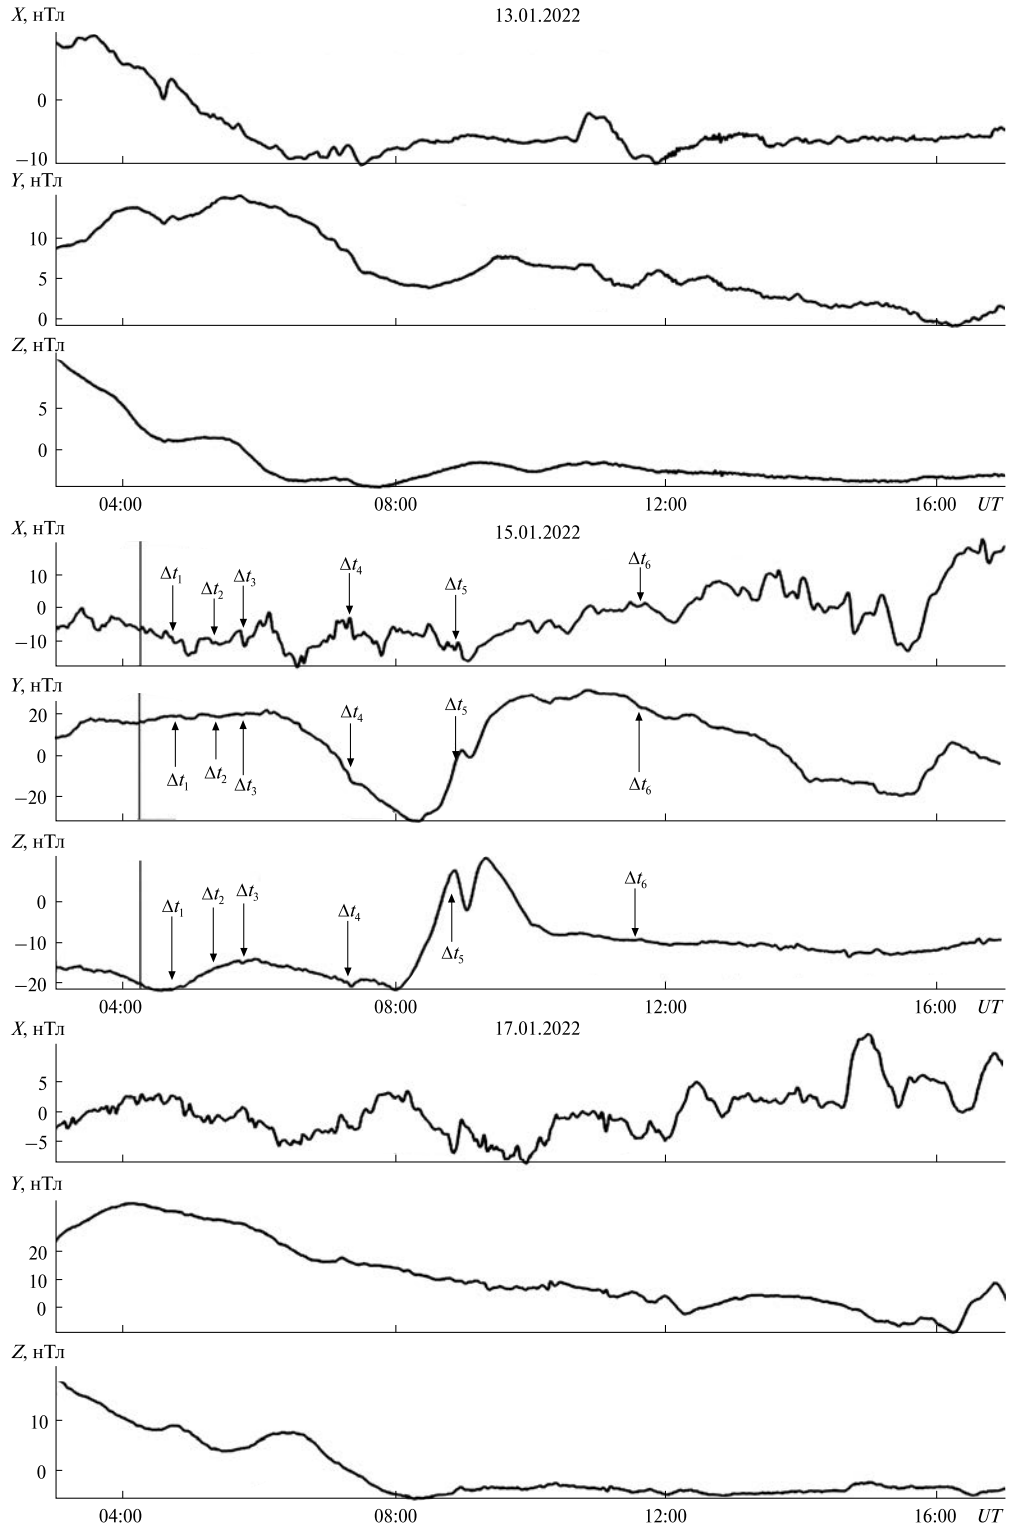 X, нТл 13.01.2022
0
−10
Y, нТл
10
5
0
Z, нТл
5
0
04:00 08:00 12:00 16:00 UT
X, нТл 15.01.2022
10
0
−10
Δt1 Δt2 Δt3 Δt4 Δt5 Δt6
Y, нТл
20
0
−20
Δt4 Δt5
Δt1 Δt2 Δt3 Δt6
Z, нТл
0
−10
−20
Δt1 Δt2 Δt3 Δt4 Δt5 Δt6
04:00 08:00 12:00 16:00 UT
X, нТл 17.01.2022
5
0
−5
Y, нТл
20
10
0
Z, нТл
10
0
04:00 08:00 12:00 16:00 UT